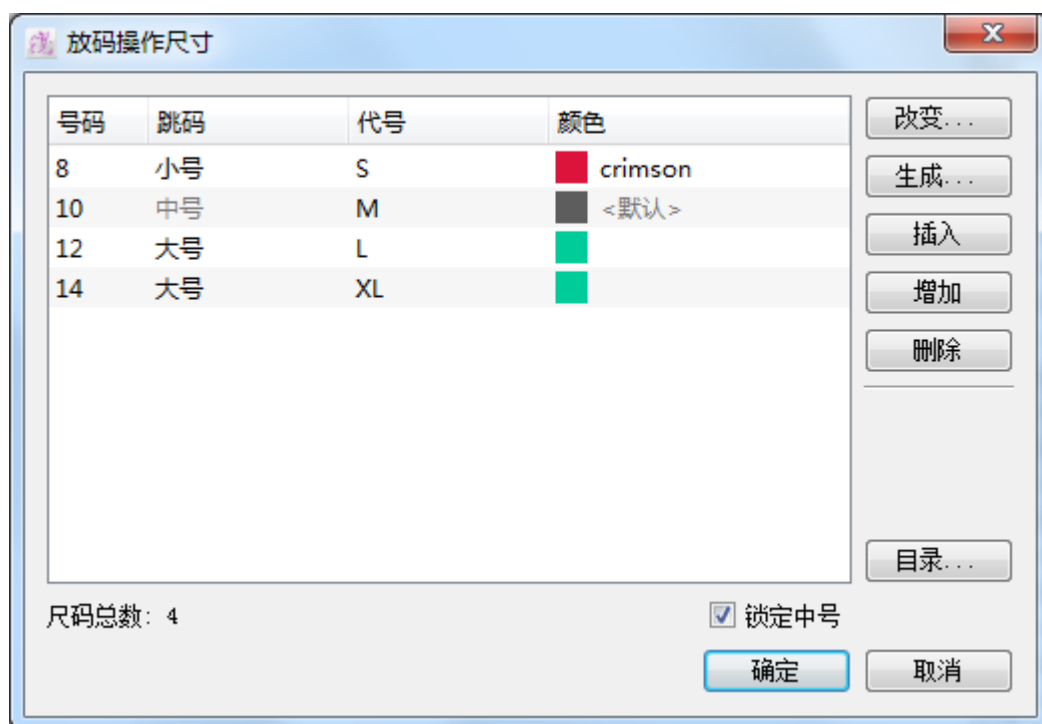 放码操作尺寸
号码 跳码 代号 颜色
8 小号 S crimson
10 中号 M <默认>
12 大号 L
14 大号 XL
改变...
生成...
插入
增加
删除
目录...
尺码总数: 4
锁定中号
确定 取消